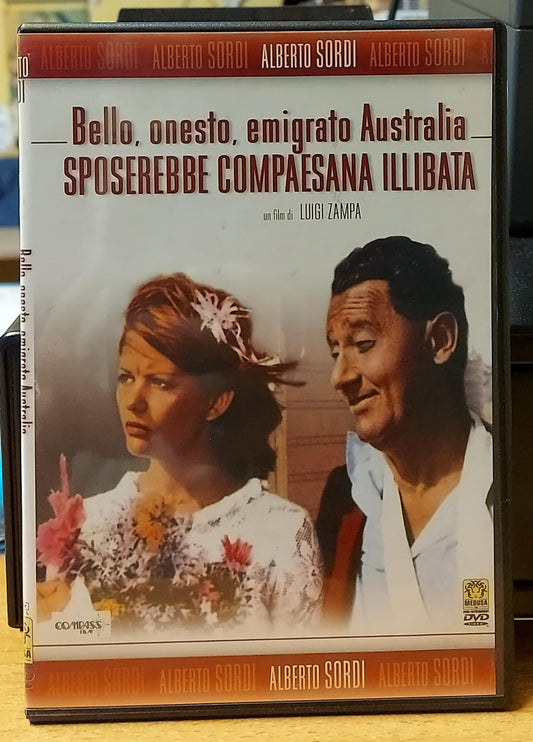 ALBERTO SORDI ALBERTO SORDI ALBERTO SORDI ALBERTO SORDI A
Bello, onesto, emigrato Australia
SPOSEREBBE COMPAESANA ILLIBATA
un film di LUIGI ZAMPA
Bello, onesto, emigrato Australia
COMPASS
FILM
MEDUSA
DVD
VIDEO
ALBERTO SORDI ALBERTO SORDI ALBERTO SORDI ALBERTO SORDI